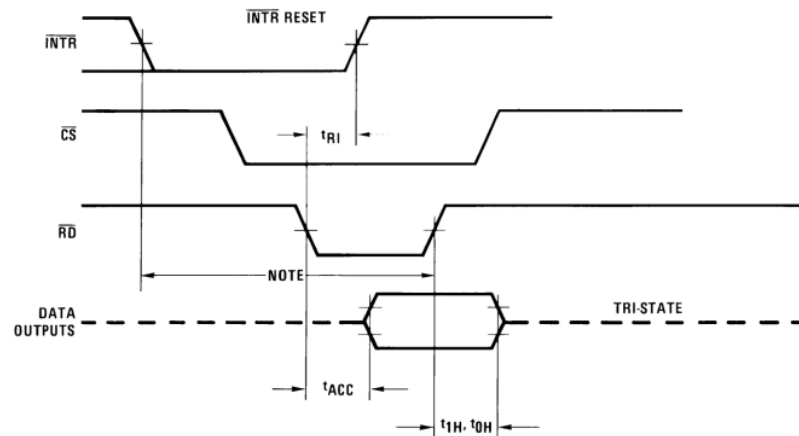 INTR RESET
INTR
tRI
CS
RD
NOTE
DATA
OUTPUTS
TRI-STATE
tACC
t1H, t0H